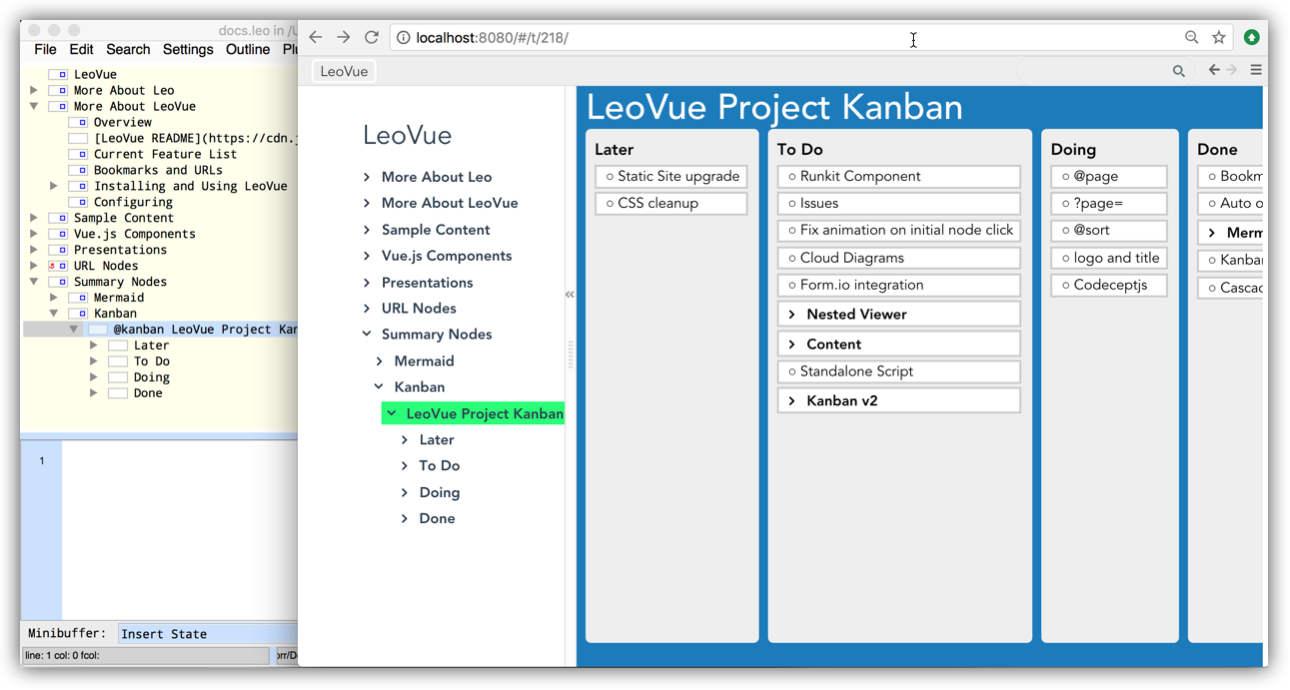 docs.leo in /U
File Edit Search Settings Outline Plu
LeoVue
More About Leo
More About LeoVue
Overview
[LeoVue README](https://cdn.j
Current Feature List
Bookmarks and URLs
Installing and Using LeoVue
Configuring
Sample Content
Vue.js Components
Presentations
URL Nodes
Summary Nodes
Mermaid
Kanban
@kanban LeoVue Project Kan
Later
To Do
Doing
Done
1
Minibuffer: Insert State
line: 1 col: 0 fcol:
orr/D
localhost:8080/#/t/218/
LeoVue
LeoVue
More About Leo
More About LeoVue
Sample Content
Vue.js Components
Presentations
URL Nodes
Summary Nodes
Mermaid
Kanban
LeoVue Project Kanban
Later
To Do
Doing
Done
LeoVue Project Kanban
Later
Static Site upgrade
CSS cleanup
To Do
Runkit Component
Issues
Fix animation on initial node click
Cloud Diagrams
Form.io integration
Nested Viewer
Content
Standalone Script
Kanban v2
Doing
@page
?page=
@sort
logo and title
Codeceptjs
Done
Bookm
Auto o
Merm
Kanba
Casca